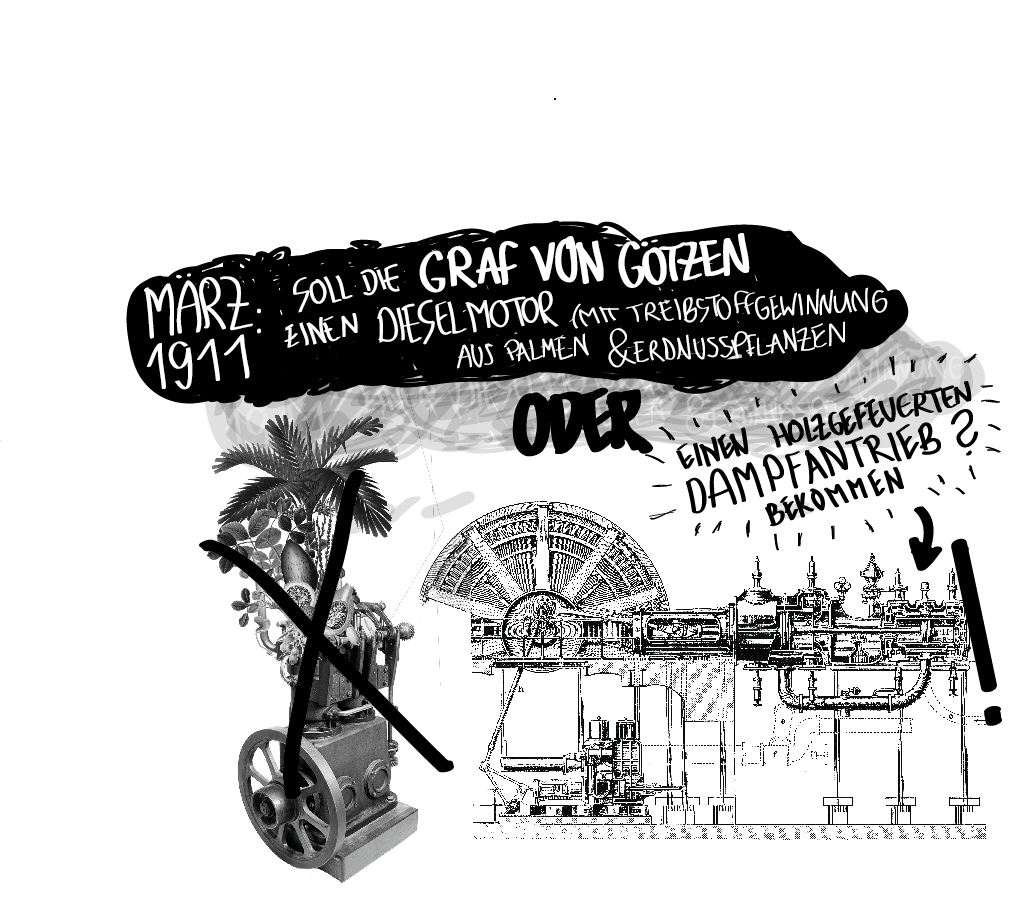 MÄRZ: SOLL DIE GRAF VON GÖTZEN
1911 EINEN DIESELMOTOR (MIT TREIBSTOFFGEWINNUNG
AUS PALMEN & ERDNUSSPFLANZEN
ODER
EINEN HOLZGEFEUERTEN
DAMPFANTRIEB?
BEKOMMEN
h